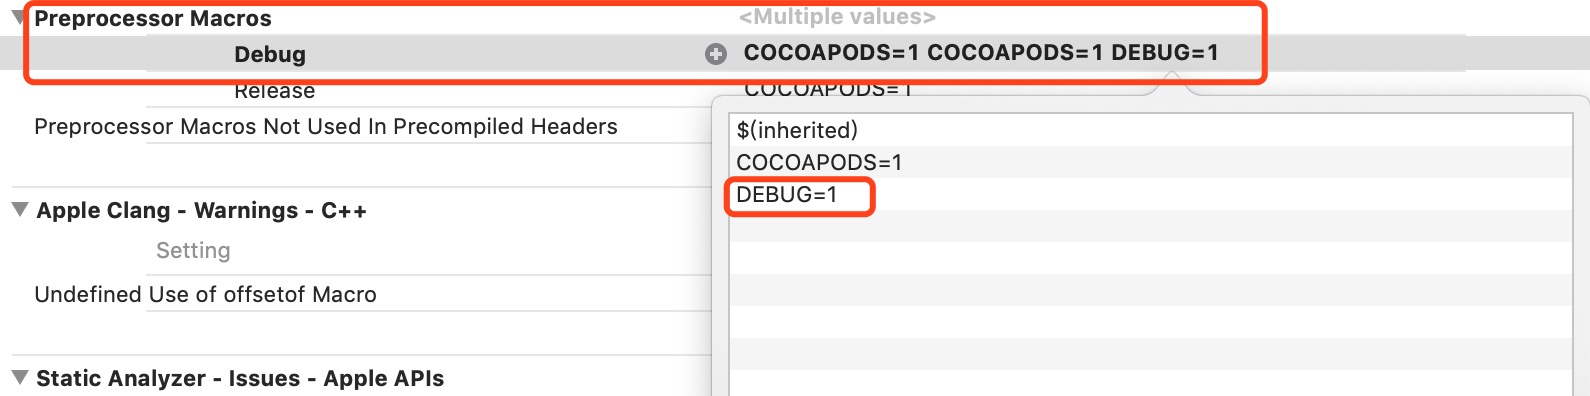 Preprocessor Macros <Multiple values>
Debug COCOAPODS=1 COCOAPODS=1 DEBUG=1
Release COCOAPODS=1
Preprocessor Macros Not Used In Precompiled Headers
$(inherited)
COCOAPODS=1
DEBUG=1
Apple Clang - Warnings - C++
Setting
Undefined Use of offsetof Macro
Static Analyzer - Issues - Apple APIs